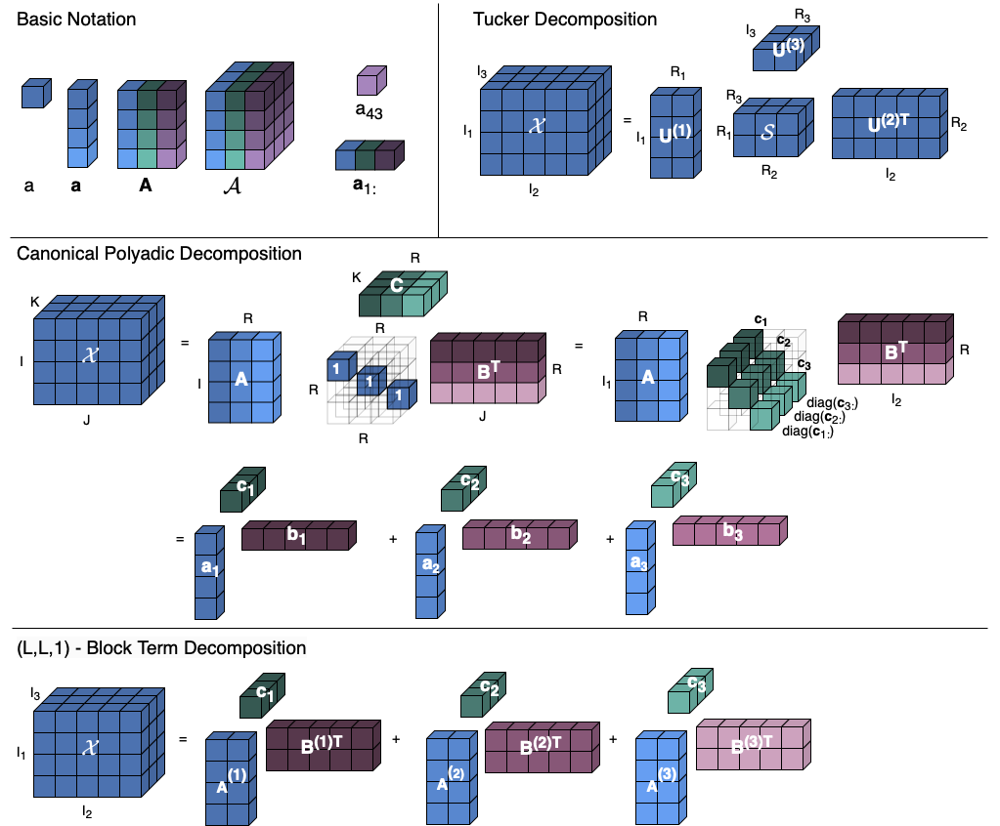 Basic Notation
a
a
A
𝒜
a43
a1:
Tucker Decomposition
I3
𝒳
I1
I2
=
R1
I1
U(1)
I3
R3
U(3)
R3
R1
𝒮
R2
U(2)T
R2
I2
Canonical Polyadic Decomposition
K
𝒳
I
J
=
R
I
A
R
K
C
R
1
1
1
R
R
BT
R
J
=
R
I1
A
c1
c2
c3
diag(c3:)
diag(c2:)
diag(c1:)
BT
R
I2
=
c1
a1
b1
+
c2
a2
b2
+
c3
a3
b3
(L,L,1) - Block Term Decomposition
I3
𝒳
I1
I2
=
c1
A(1)
B(1)T
+
c2
A(2)
B(2)T
+
c3
A(3)
B(3)T